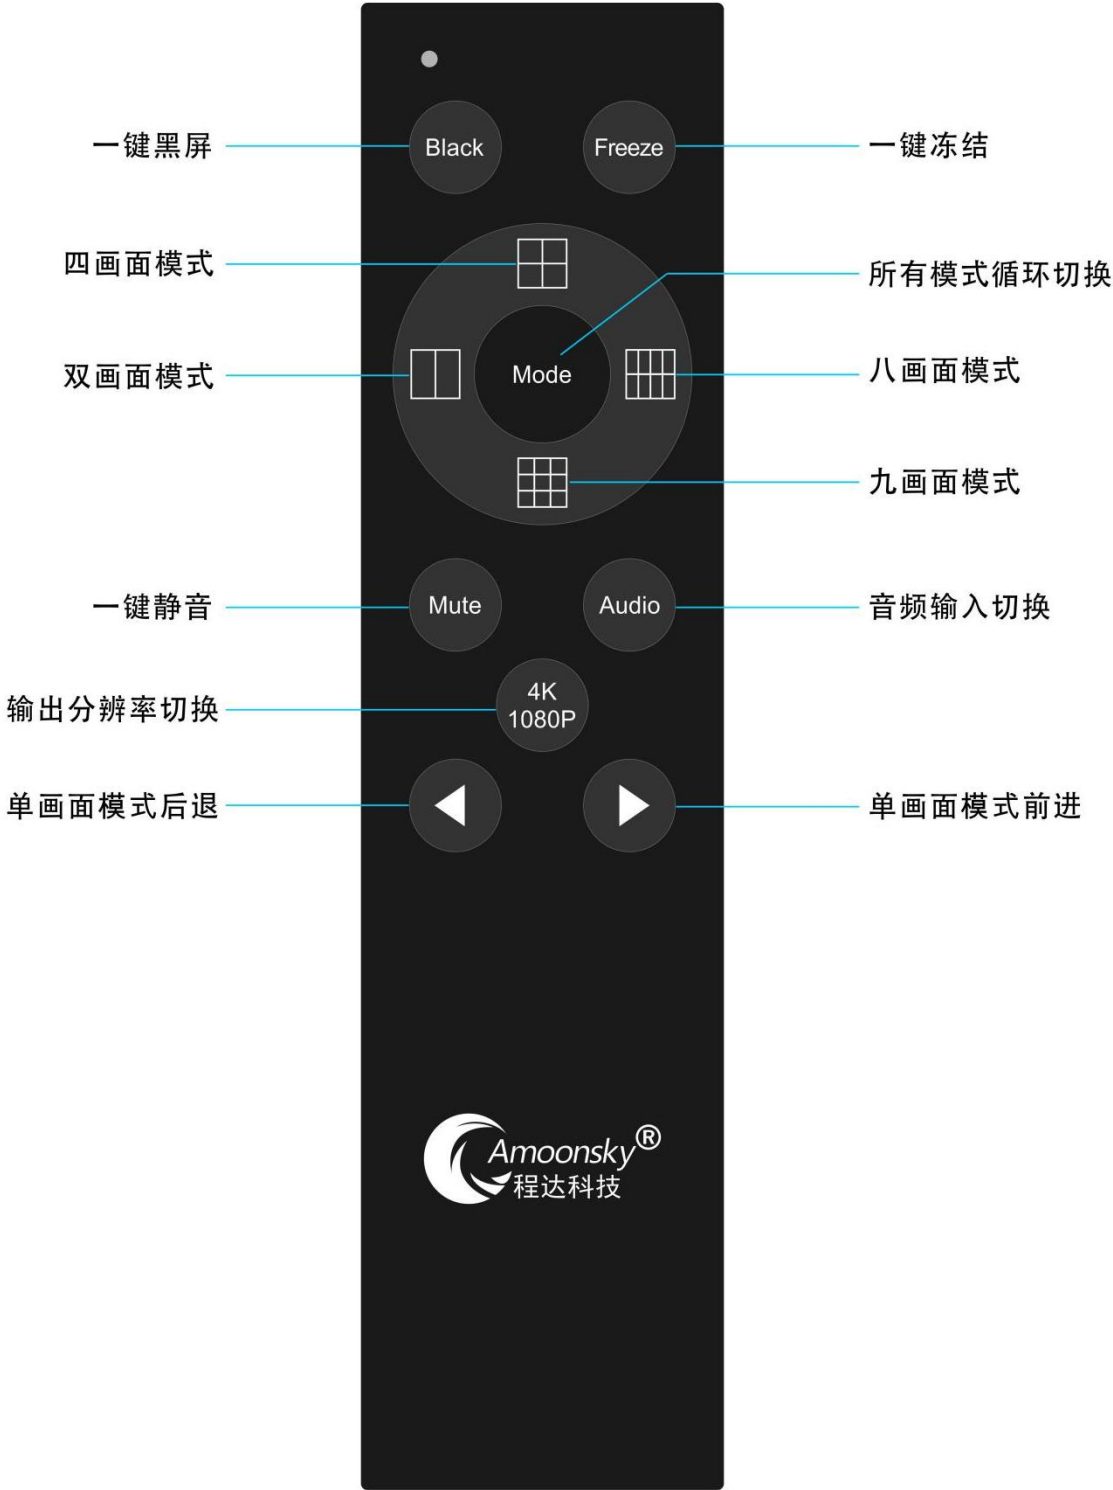 一键黑屏
Black
Freeze
一键冻结
四画面模式
所有模式循环切换
双画面模式
Mode
八画面模式
九画面模式
一键静音
Mute
Audio
音频输入切换
输出分辨率切换
4K
1080P
单画面模式后退
单画面模式前进
Amoonsky®
程达科技